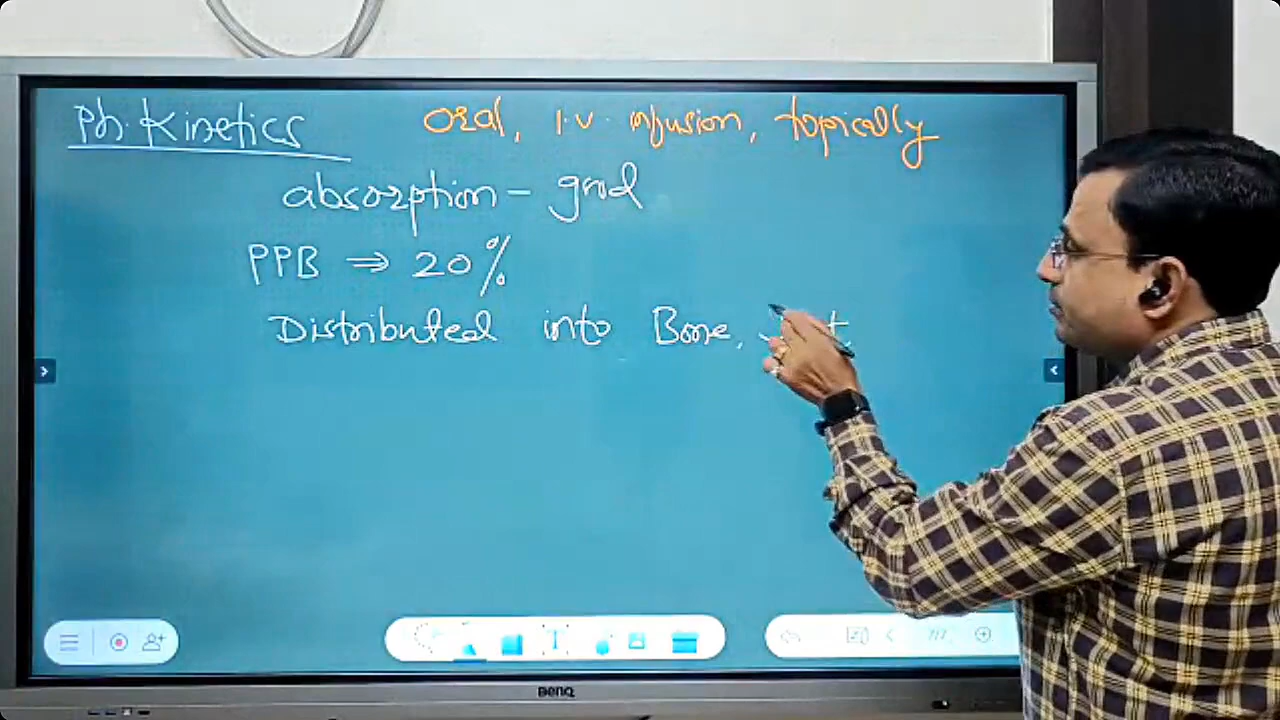 Ph. Kinetics
Oral, I.V. infusion, topically
absorption - good
PPB ⇒ 20%
Distributed into Bone,
BenQ